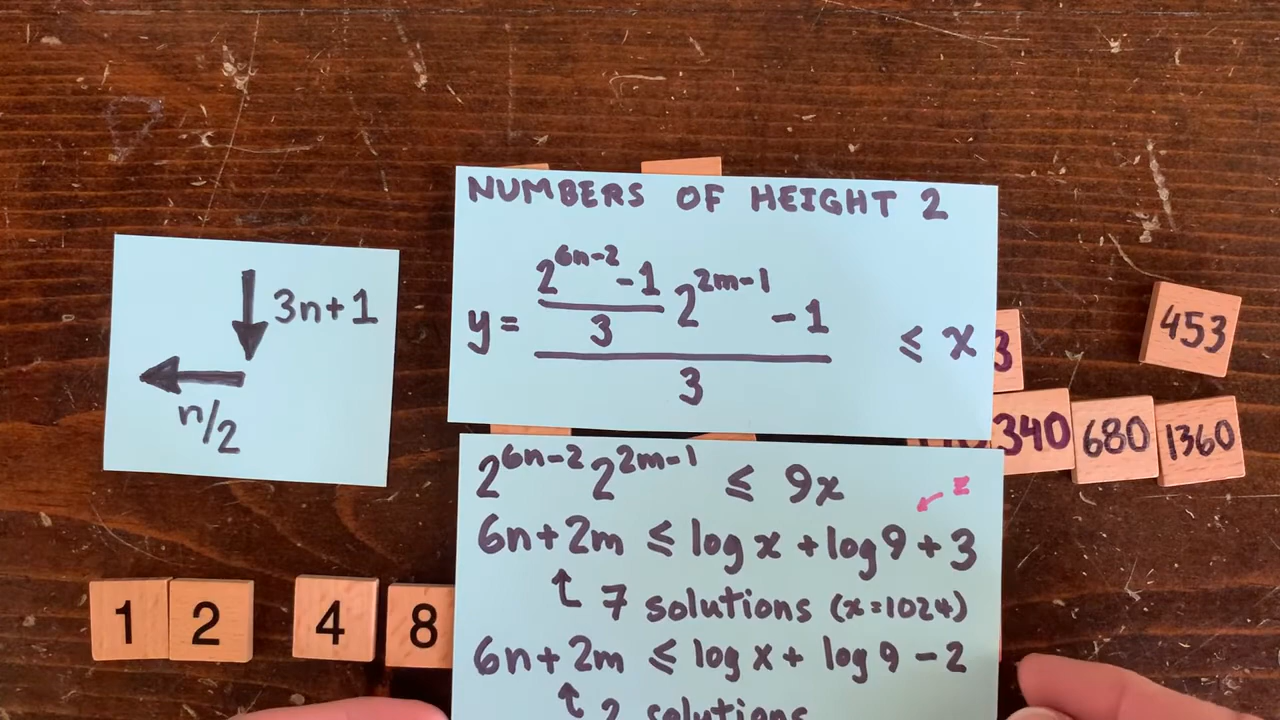 NUMBERS OF HEIGHT 2
3n+1
n/2
y = ((2^{6n-2} -1)/3 2^{2m-1} -1)/3 ≤ x
3
453
340 680 1360
2^{6n-2} 2^{2m-1} ≤ 9x
z
6n+2m ≤ log x + log 9 + 3
7 solutions (x=1024)
1 2 4 8
6n+2m ≤ log x + log 9 - 2
2 solutions